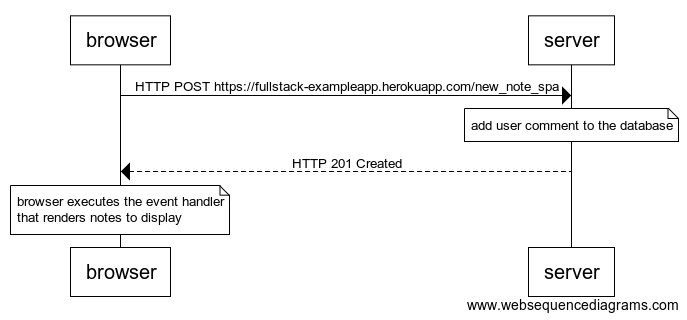 browser
server
HTTP POST https://fullstack-exampleapp.herokuapp.com/new_note_spa
add user comment to the database
HTTP 201 Created
browser executes the event handler
that renders notes to display
browser
server
www.websequencediagrams.com